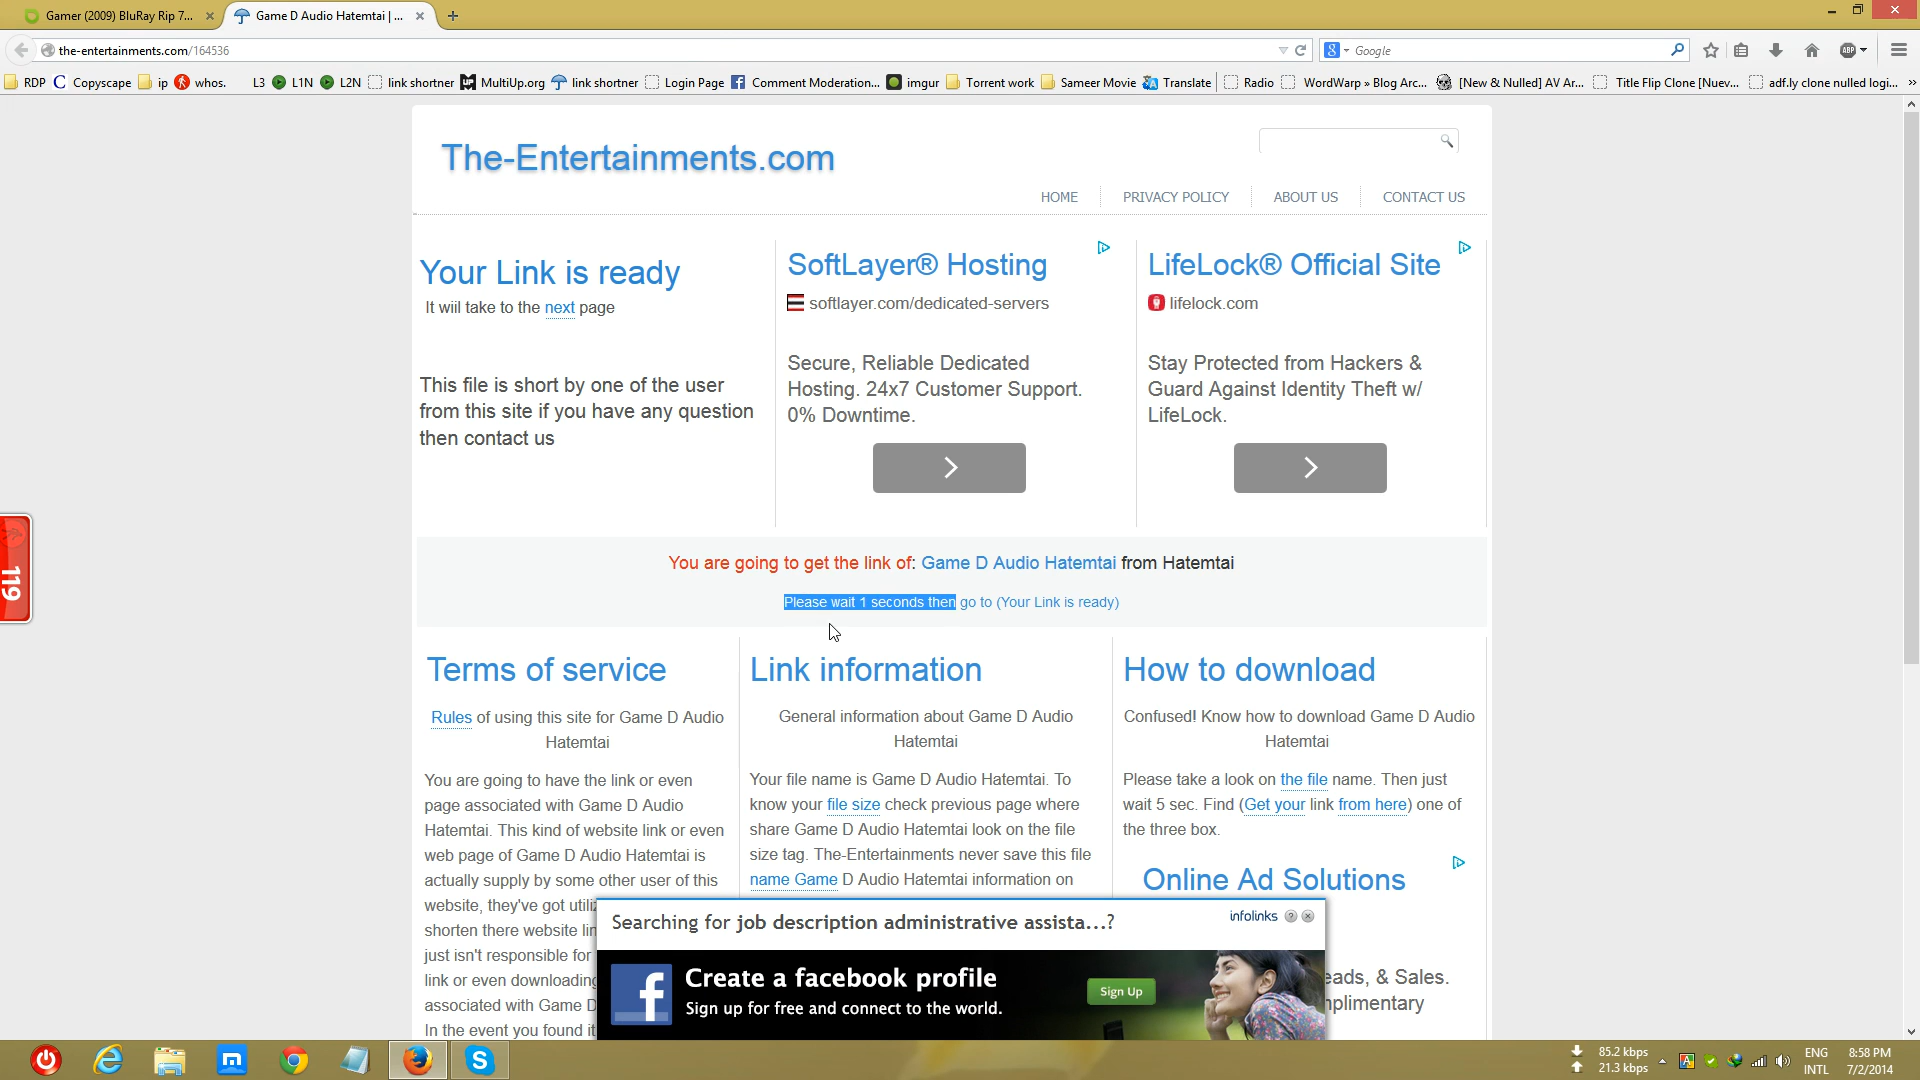 Gamer (2009) BluRay Rip 7...
Game D Audio Hatemtai | ...
the-entertainments.com/164536
Google
ABP
RDP
Copyscape
ip
whos.
L3
L1N
L2N
link shortner
MultiUp.org
link shortner
Login Page
Comment Moderation...
imgur
Torrent work
Sameer Movie
Translate
Radio
WordWarp » Blog Arc...
[New & Nulled] AV Ar...
Title Flip Clone [Nuev...
adf.ly clone nulled logi...
The-Entertainments.com
HOME
PRIVACY POLICY
ABOUT US
CONTACT US
Your Link is ready
It wiil take to the next page
This file is short by one of the user
from this site if you have any question
then contact us
SoftLayer® Hosting
softlayer.com/dedicated-servers
Secure, Reliable Dedicated
Hosting. 24x7 Customer Support.
0% Downtime.
LifeLock® Official Site
lifelock.com
Stay Protected from Hackers &
Guard Against Identity Theft w/
LifeLock.
119
You are going to get the link of: Game D Audio Hatemtai from Hatemtai
Please wait 1 seconds then go to (Your Link is ready)
Terms of service
Rules of using this site for Game D Audio
Hatemtai
You are going to have the link or even
page associated with Game D Audio
Hatemtai. This kind of website link or even
web page of Game D Audio Hatemtai is
actually supply by some other user of this
website, they've got utiliz
shorten there website lin
just isn't responsible for
link or even downloading
associated with Game D
In the event you found it
Link information
General information about Game D Audio
Hatemtai
Your file name is Game D Audio Hatemtai. To
know your file size check previous page where
share Game D Audio Hatemtai look on the file
size tag. The-Entertainments never save this file
name Game D Audio Hatemtai information on
How to download
Confused! Know how to download Game D Audio
Hatemtai
Please take a look on the file name. Then just
wait 5 sec. Find (Get your link from here) one of
the three box.
Online Ad Solutions
eads, & Sales.
mplimentary
Searching for job description administrative assista...?
infolinks
Create a facebook profile
Sign up for free and connect to the world.
Sign Up
85.2 kbps
21.3 kbps
ENG
INTL
8:58 PM
7/2/2014